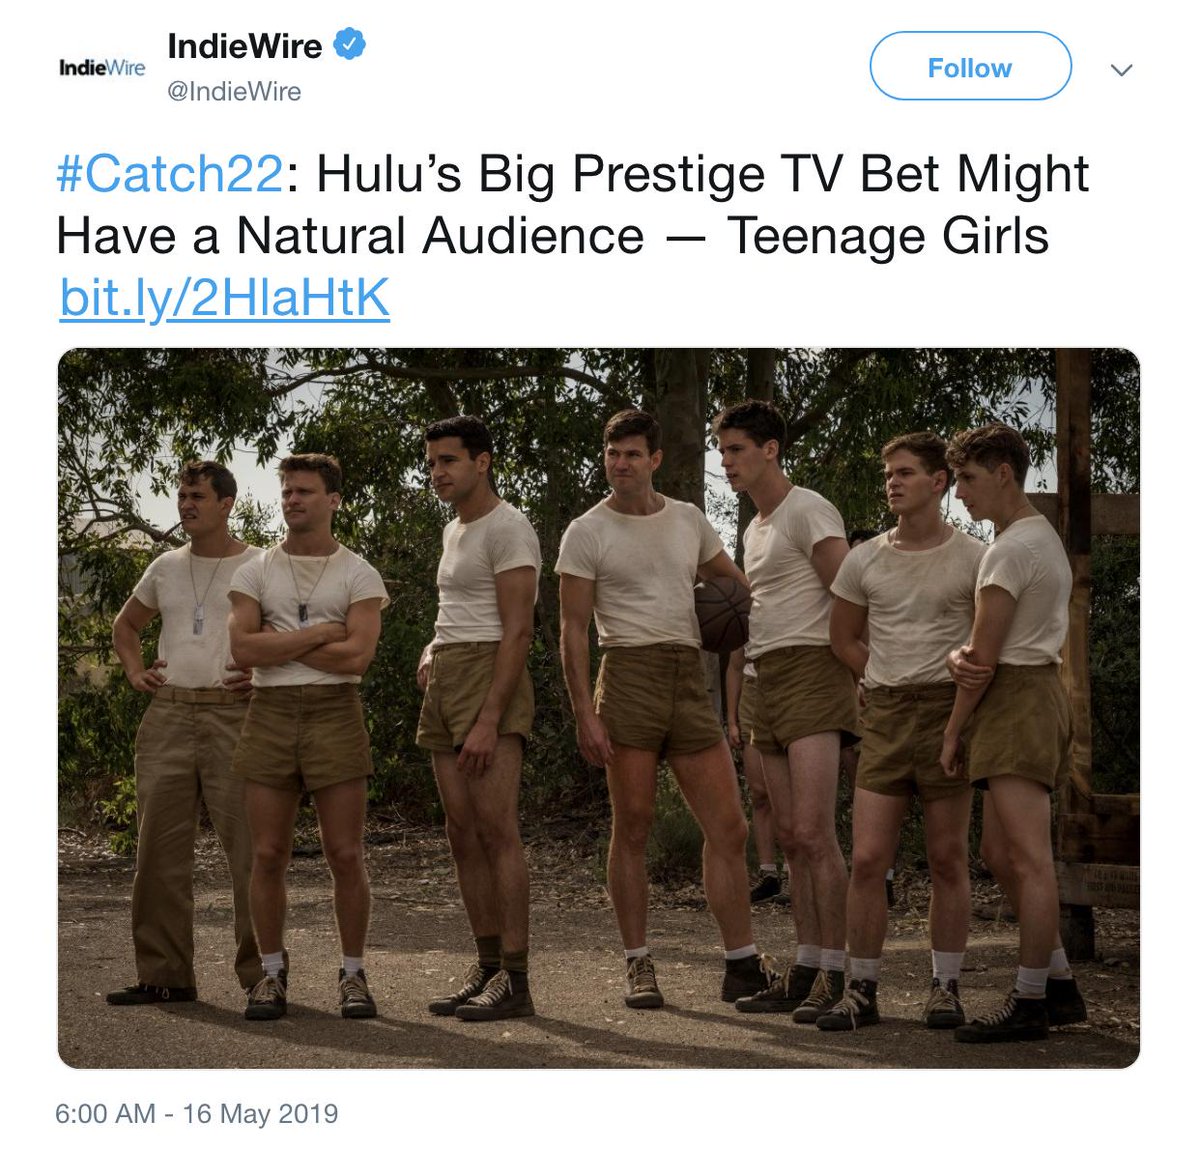 IndieWire
IndieWire
@IndieWire
Follow
#Catch22: Hulu’s Big Prestige TV Bet Might
Have a Natural Audience — Teenage Girls
bit.ly/2HlaHtK
6:00 AM - 16 May 2019